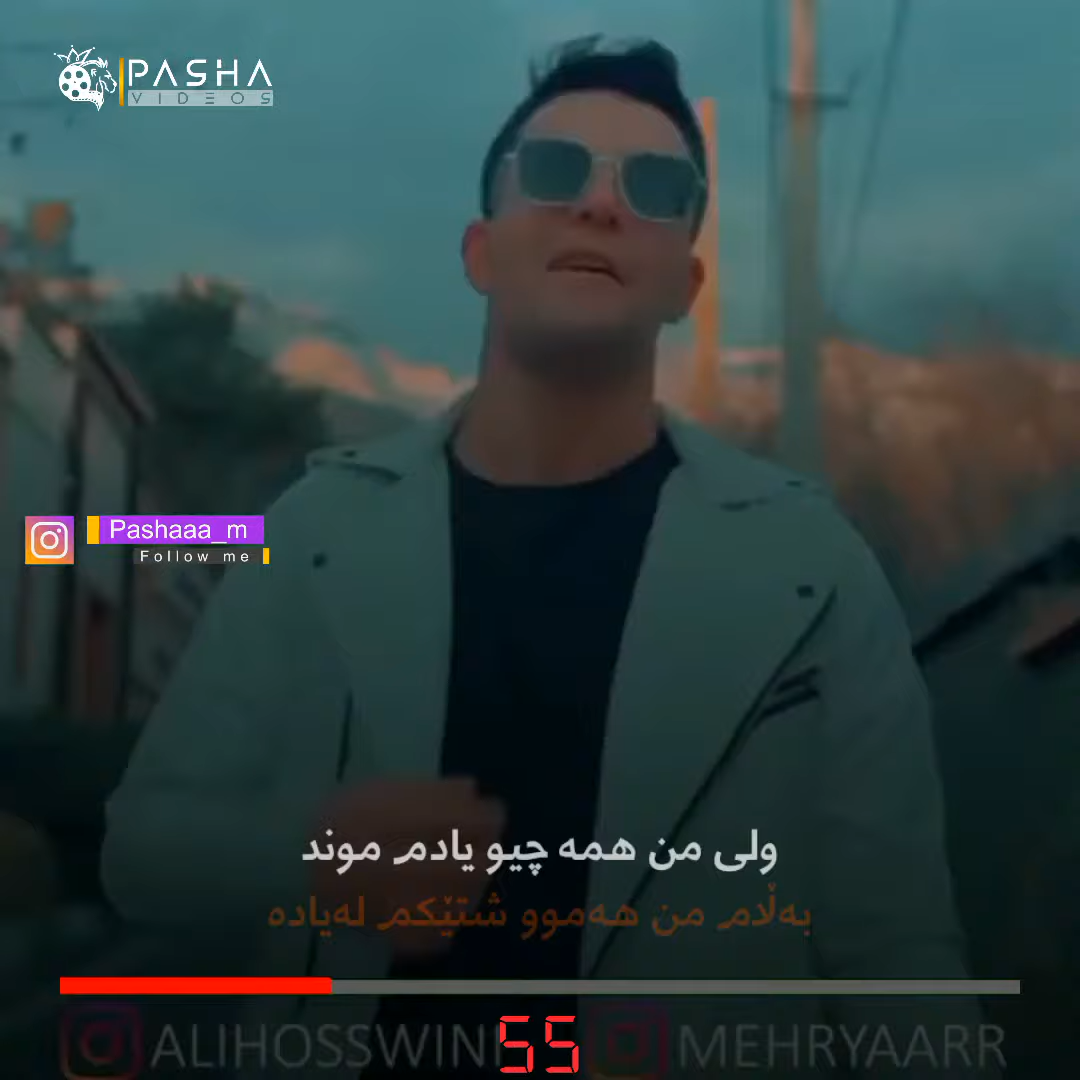 PASHA
VIDEOS
Pashaaa_m
Follow me
ولی من همه چیو یادم موند
بەڵام من هەموو شتێکم لەیادە
ALIHOSSWINI
55
MEHRYAARR